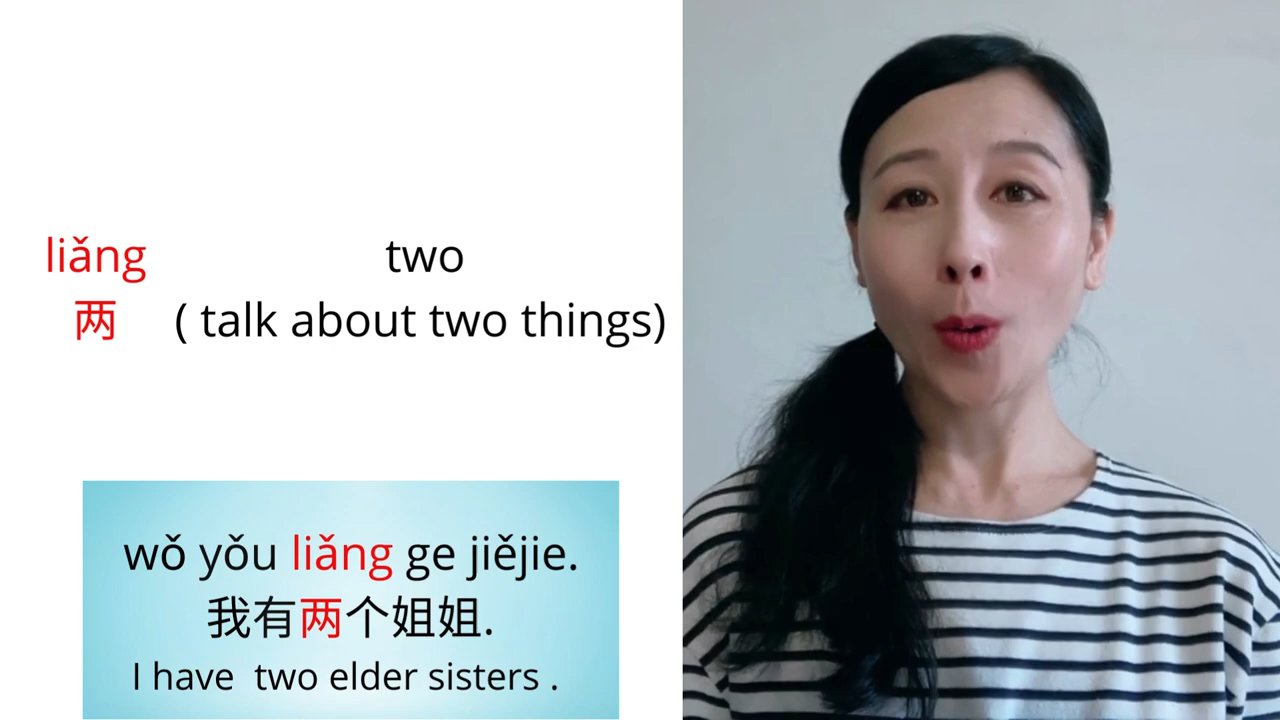 liǎng two
两 ( talk about two things)
wǒ yǒu liǎng ge jiějie.
我有两个姐姐.
I have  two elder sisters .